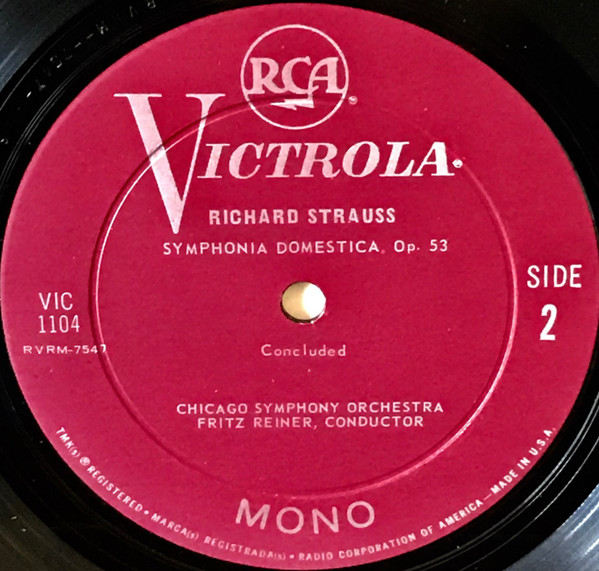 RCA®
VICTROLA®
RICHARD STRAUSS
SYMPHONIA DOMESTICA, Op. 53
VIC
1104
RVRM-7547
SIDE
2
Concluded
CHICAGO SYMPHONY ORCHESTRA
FRITZ REINER, CONDUCTOR
MONO
TMK(s) ® REGISTERED • MARCA(s) REGISTRADA(s) • RADIO CORPORATION OF AMERICA—MADE IN U.S.A.